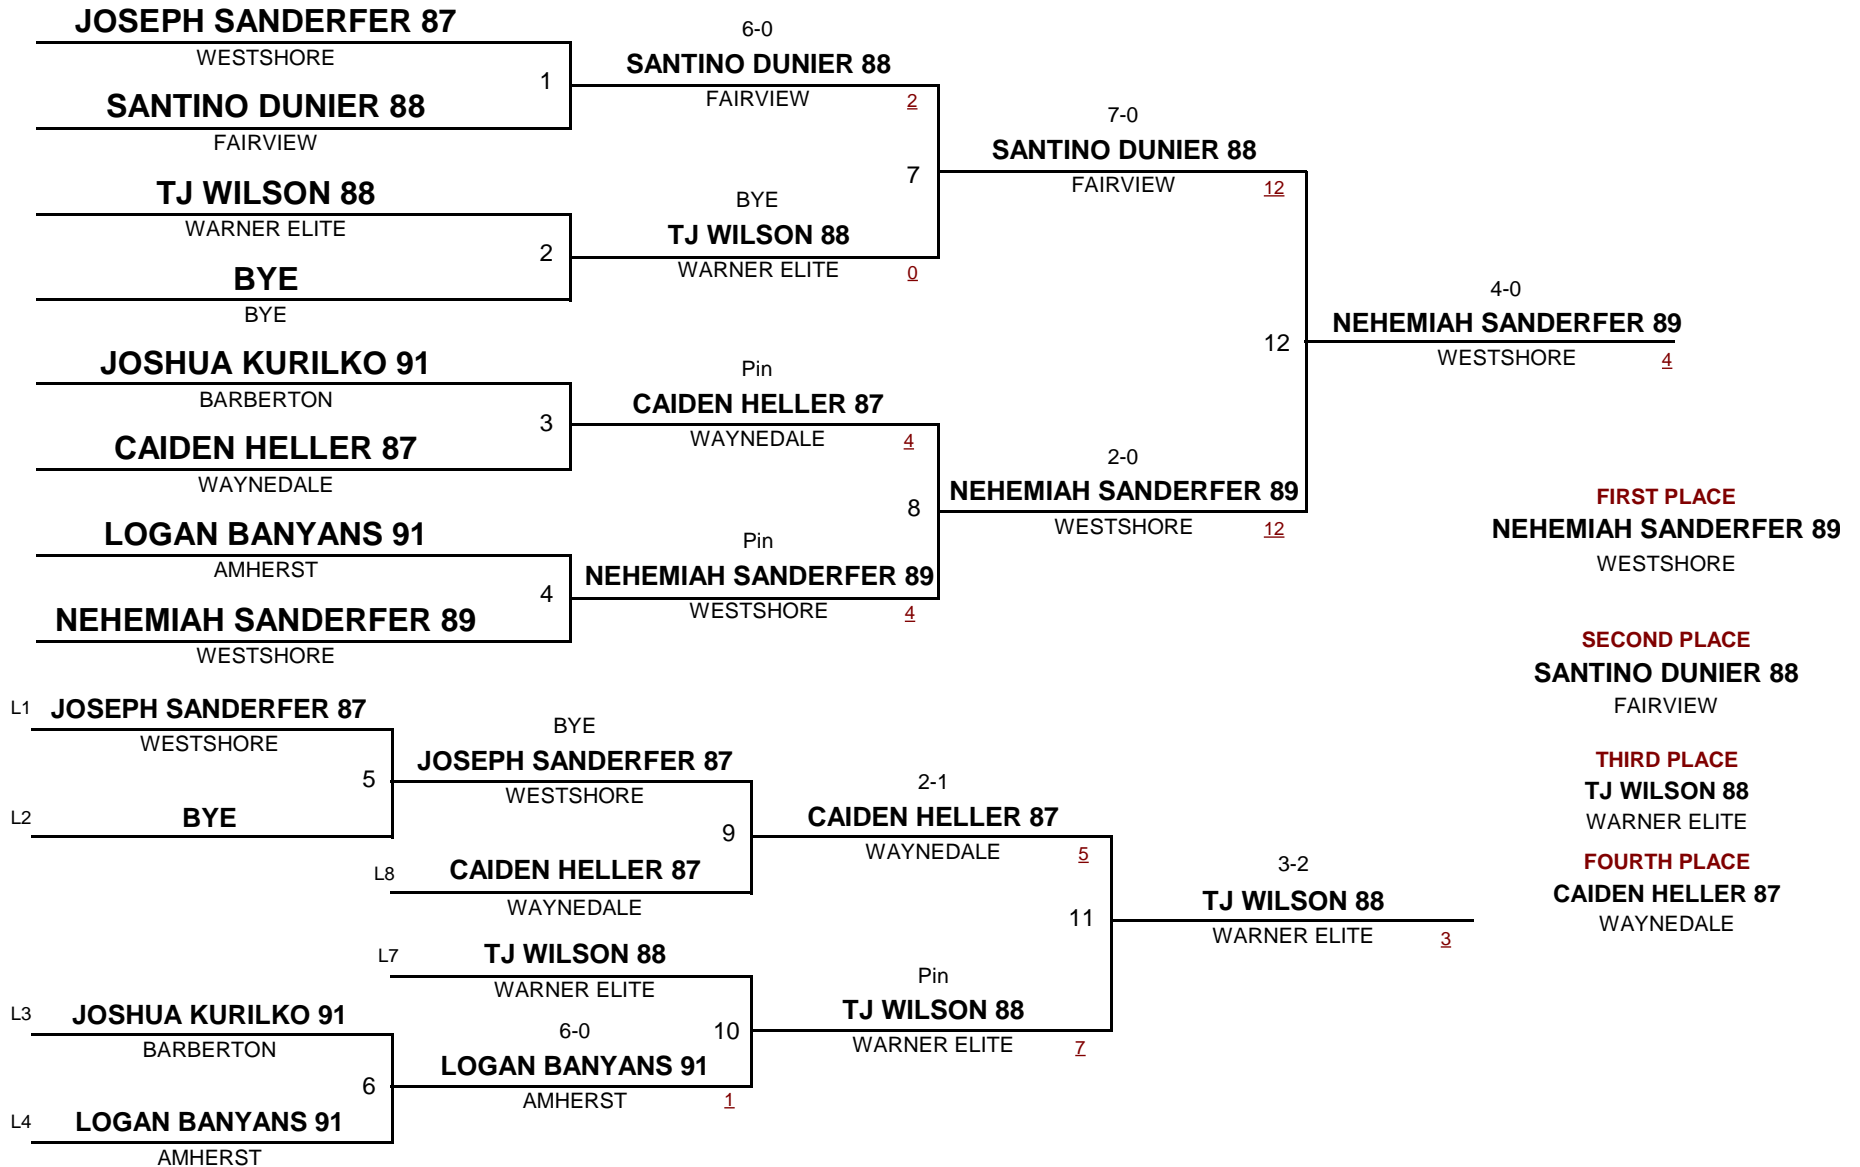 JOSEPH SANDERFER 87
WESTSHORE
1
SANTINO DUNIER 88
FAIRVIEW
TJ WILSON 88
WARNER ELITE
2
BYE
BYE
JOSHUA KURILKO 91
BARBERTON
3
CAIDEN HELLER 87
WAYNEDALE
LOGAN BANYANS 91
AMHERST
4
NEHEMIAH SANDERFER 89
WESTSHORE
6-0
SANTINO DUNIER 88
FAIRVIEW 2
7
BYE
TJ WILSON 88
WARNER ELITE 0
Pin
CAIDEN HELLER 87
WAYNEDALE 4
8
Pin
NEHEMIAH SANDERFER 89
WESTSHORE 4
7-0
SANTINO DUNIER 88
FAIRVIEW 12
12
2-0
NEHEMIAH SANDERFER 89
WESTSHORE 12
4-0
NEHEMIAH SANDERFER 89
WESTSHORE 4
L1 JOSEPH SANDERFER 87
WESTSHORE
5
L2 BYE
L3 JOSHUA KURILKO 91
BARBERTON
6
L4 LOGAN BANYANS 91
AMHERST
BYE
JOSEPH SANDERFER 87
WESTSHORE
9
L8 CAIDEN HELLER 87
WAYNEDALE
L7 TJ WILSON 88
WARNER ELITE
10
6-0
LOGAN BANYANS 91
AMHERST 1
2-1
CAIDEN HELLER 87
WAYNEDALE 5
11
Pin
TJ WILSON 88
WARNER ELITE 7
3-2
TJ WILSON 88
WARNER ELITE 3
FIRST PLACE
NEHEMIAH SANDERFER 89
WESTSHORE
SECOND PLACE
SANTINO DUNIER 88
FAIRVIEW
THIRD PLACE
TJ WILSON 88
WARNER ELITE
FOURTH PLACE
CAIDEN HELLER 87
WAYNEDALE